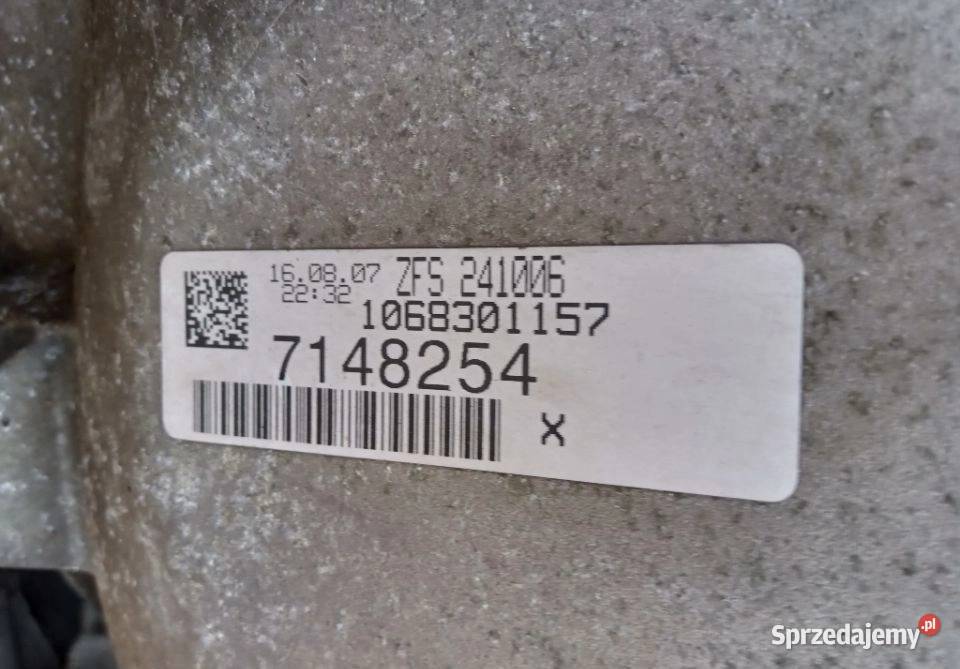 16.08.07 ZFS 241006
22:32
1068301157
7148254
X
Sprzedajemy.pl